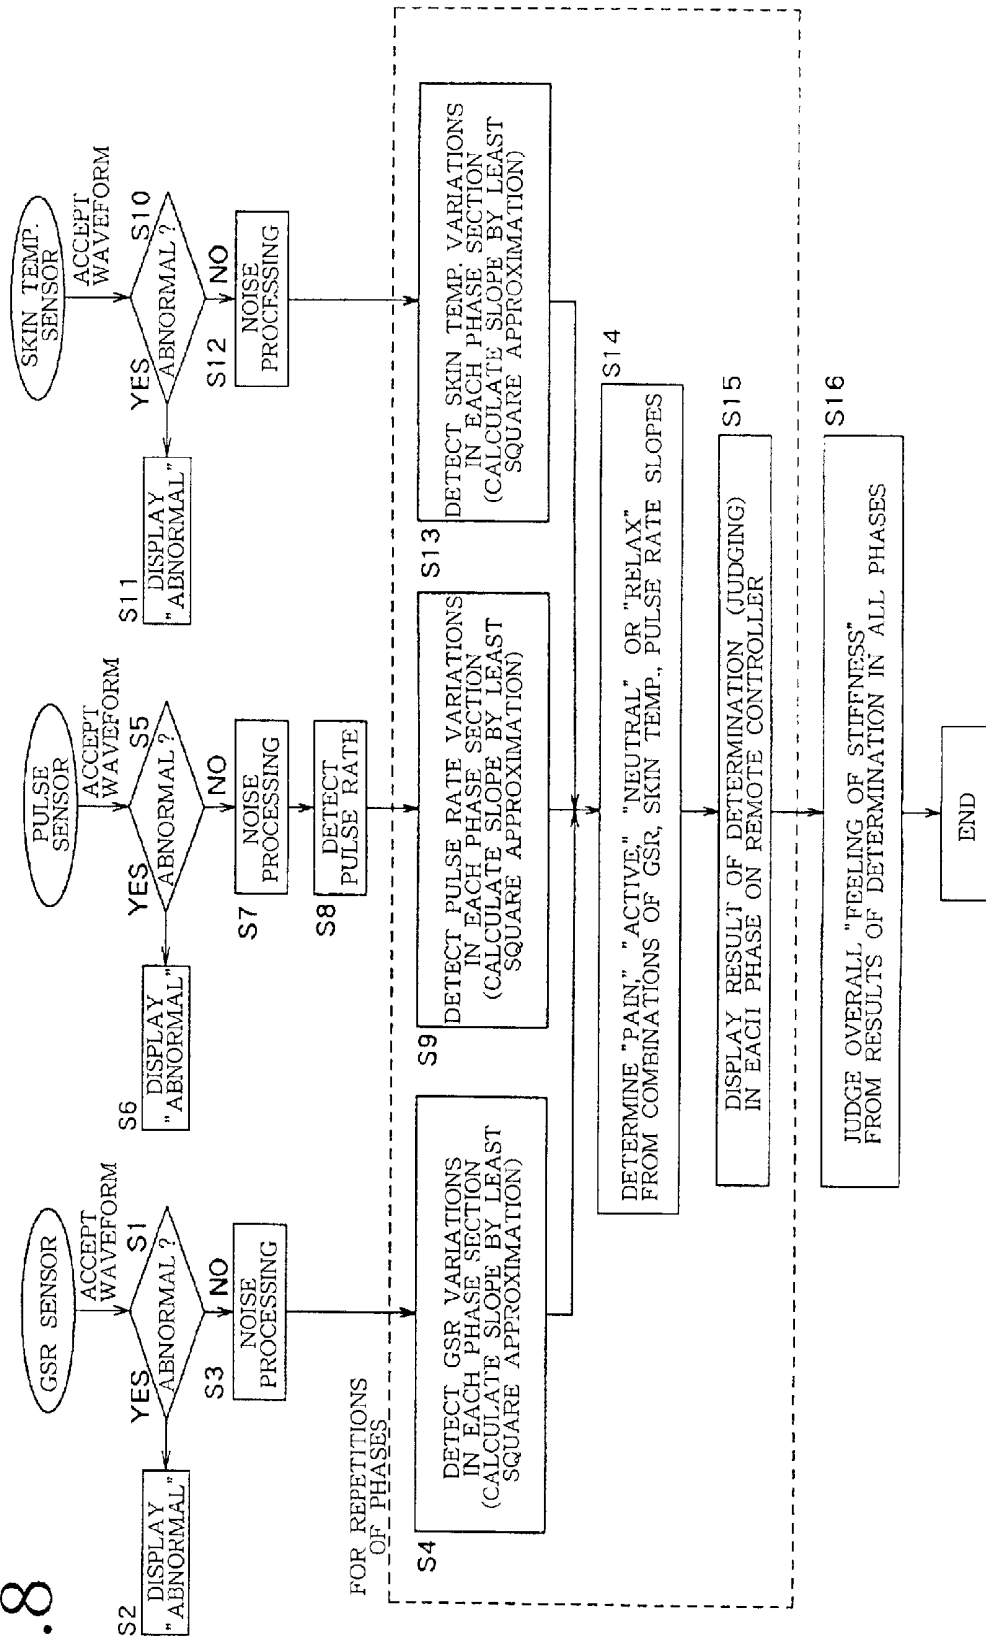 .8
GSR SENSOR
ACCEPT
WAVEFORM
S1
ABNORMAL ?
YES
NO
S2
DISPLAY
" ABNORMAL"
S3
NOISE
PROCESSING
PULSE
SENSOR
ACCEPT
WAVEFORM
S5
ABNORMAL ?
YES
NO
S6
DISPLAY
" ABNORMAL"
S7
NOISE
PROCESSING
S8
DETECT
PULSE RATE
SKIN TEMP.
SENSOR
ACCEPT
WAVEFORM
S10
ABNORMAL ?
YES
NO
S11
DISPLAY
" ABNORMAL"
S12
NOISE
PROCESSING
FOR REPETITIONS
OF PHASES
S4
DETECT GSR VARIATIONS
IN EACH PHASE SECTION
(CALCULATE SLOPE BY LEAST
SQUARE APPROXIMATION)
S9
DETECT PULSE RATE VARIATIONS
IN EACH PHASE SECTION
(CALCULATE SLOPE BY LEAST
SQUARE APPROXIMATION)
S13
DETECT SKIN TEMP. VARIATIONS
IN EACH PHASE SECTION
(CALCULATE SLOPE BY LEAST
SQUARE APPROXIMATION)
S14
DETERMINE "PAIN," "ACTIVE," "NEUTRAL" OR "RELAX"
FROM COMBINATIONS OF GSR, SKIN TEMP., PULSE RATE SLOPES
S15
DISPLAY RESULT OF DETERMINATION (JUDGING)
IN EACH PHASE ON REMOTE CONTROLLER
S16
JUDGE OVERALL "FEELING OF STIFFNESS"
FROM RESULTS OF DETERMINATION IN ALL PHASES
END